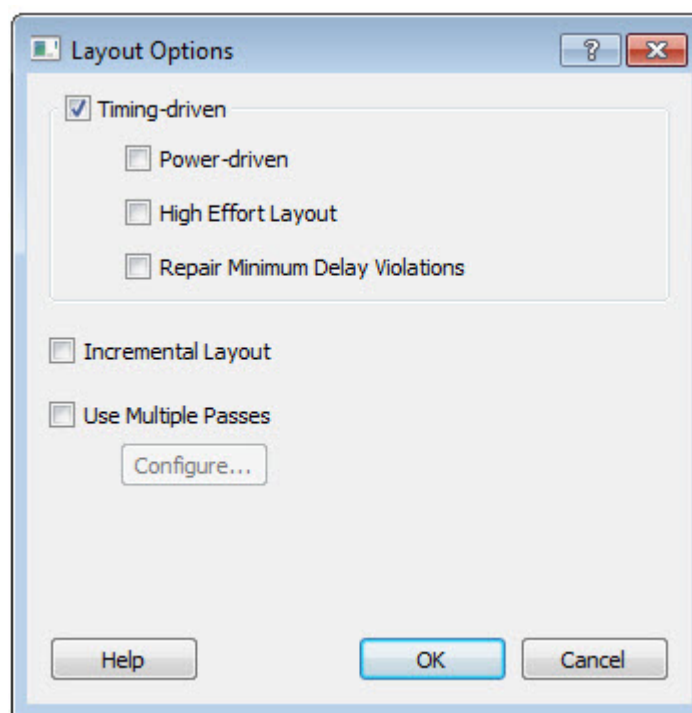 Layout Options
Timing-driven
Power-driven
High Effort Layout
Repair Minimum Delay Violations
Incremental Layout
Use Multiple Passes
Configure...
Help OK Cancel